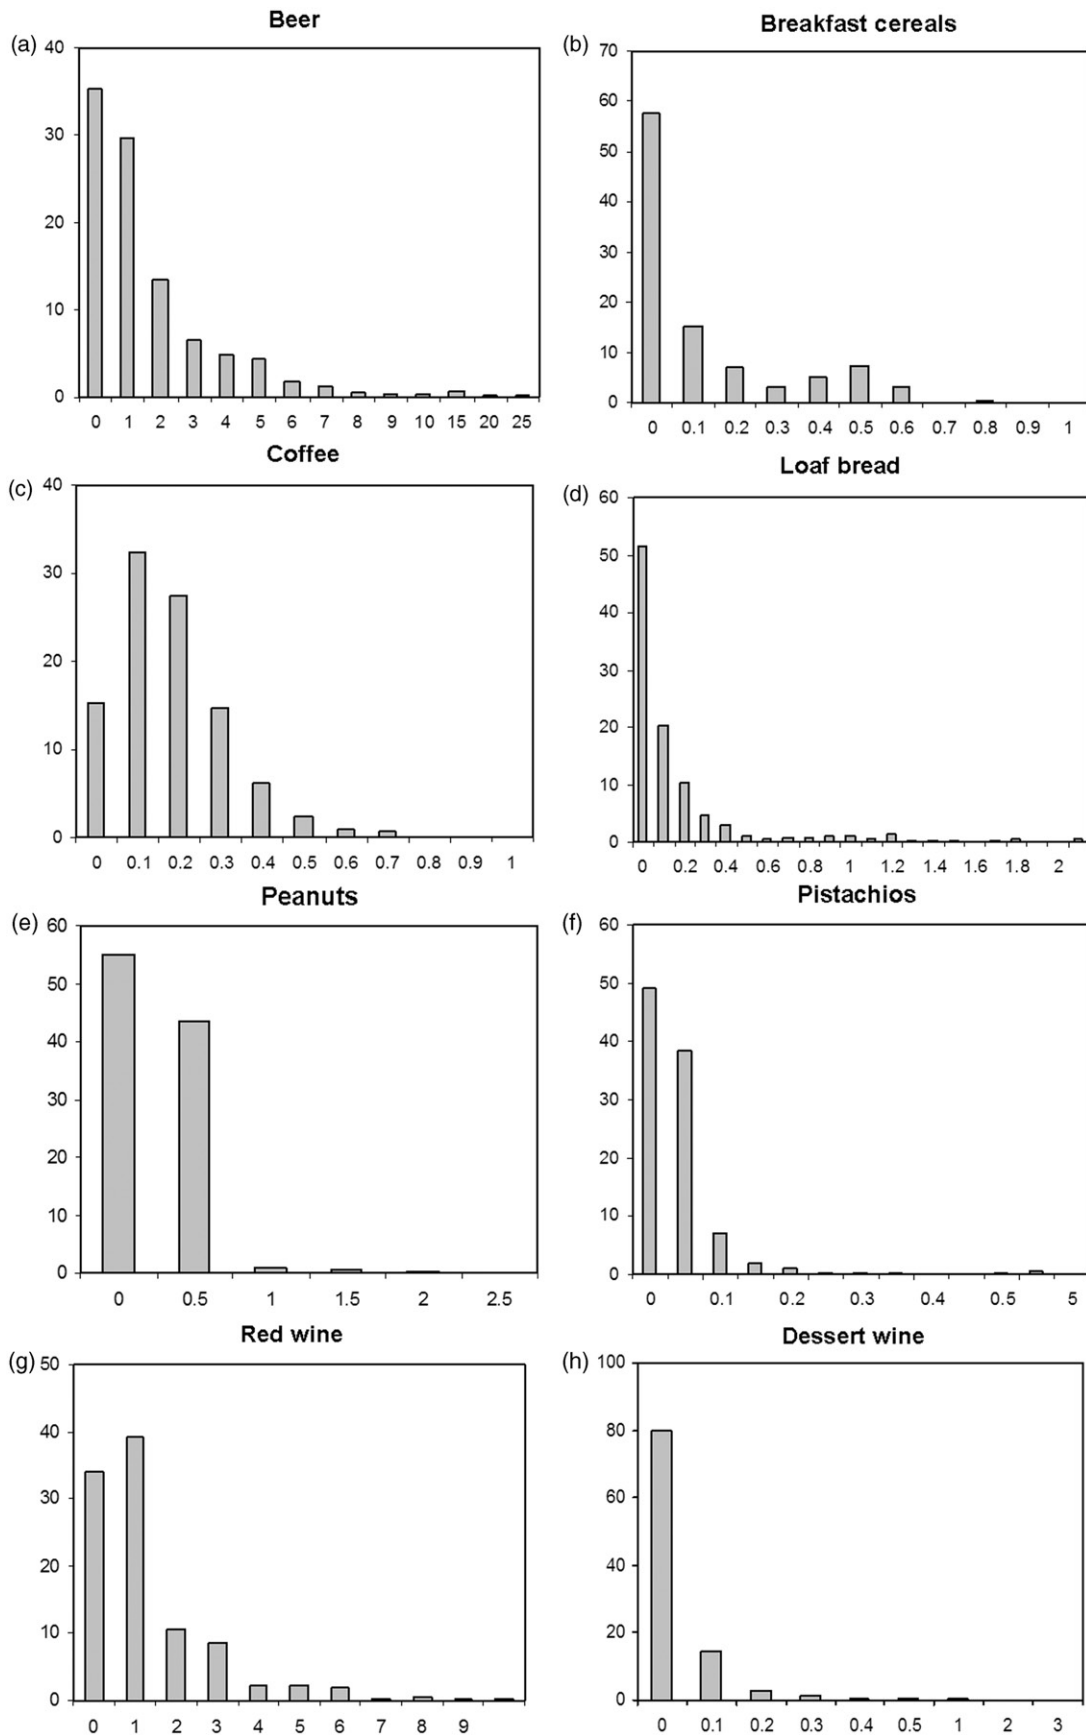 Beer
(a)
40
30
20
10
0
0 1 2 3 4 5 6 7 8 9 10 15 20 25
Breakfast cereals
(b)
70
60
50
40
30
20
10
0
0 0.1 0.2 0.3 0.4 0.5 0.6 0.7 0.8 0.9 1
Coffee
(c)
40
30
20
10
0
0 0.1 0.2 0.3 0.4 0.5 0.6 0.7 0.8 0.9 1
Loaf bread
(d)
60
50
40
30
20
10
0
0 0.2 0.4 0.6 0.8 1 1.2 1.4 1.6 1.8 2
Peanuts
(e)
60
50
40
30
20
10
0
0 0.5 1 1.5 2 2.5
Pistachios
(f)
60
50
40
30
20
10
0
0 0.1 0.2 0.3 0.4 0.5 5
Red wine
(g)
50
40
30
20
10
0
0 1 2 3 4 5 6 7 8 9
Dessert wine
(h)
100
80
60
40
20
0
0 0.1 0.2 0.3 0.4 0.5 1 2 3